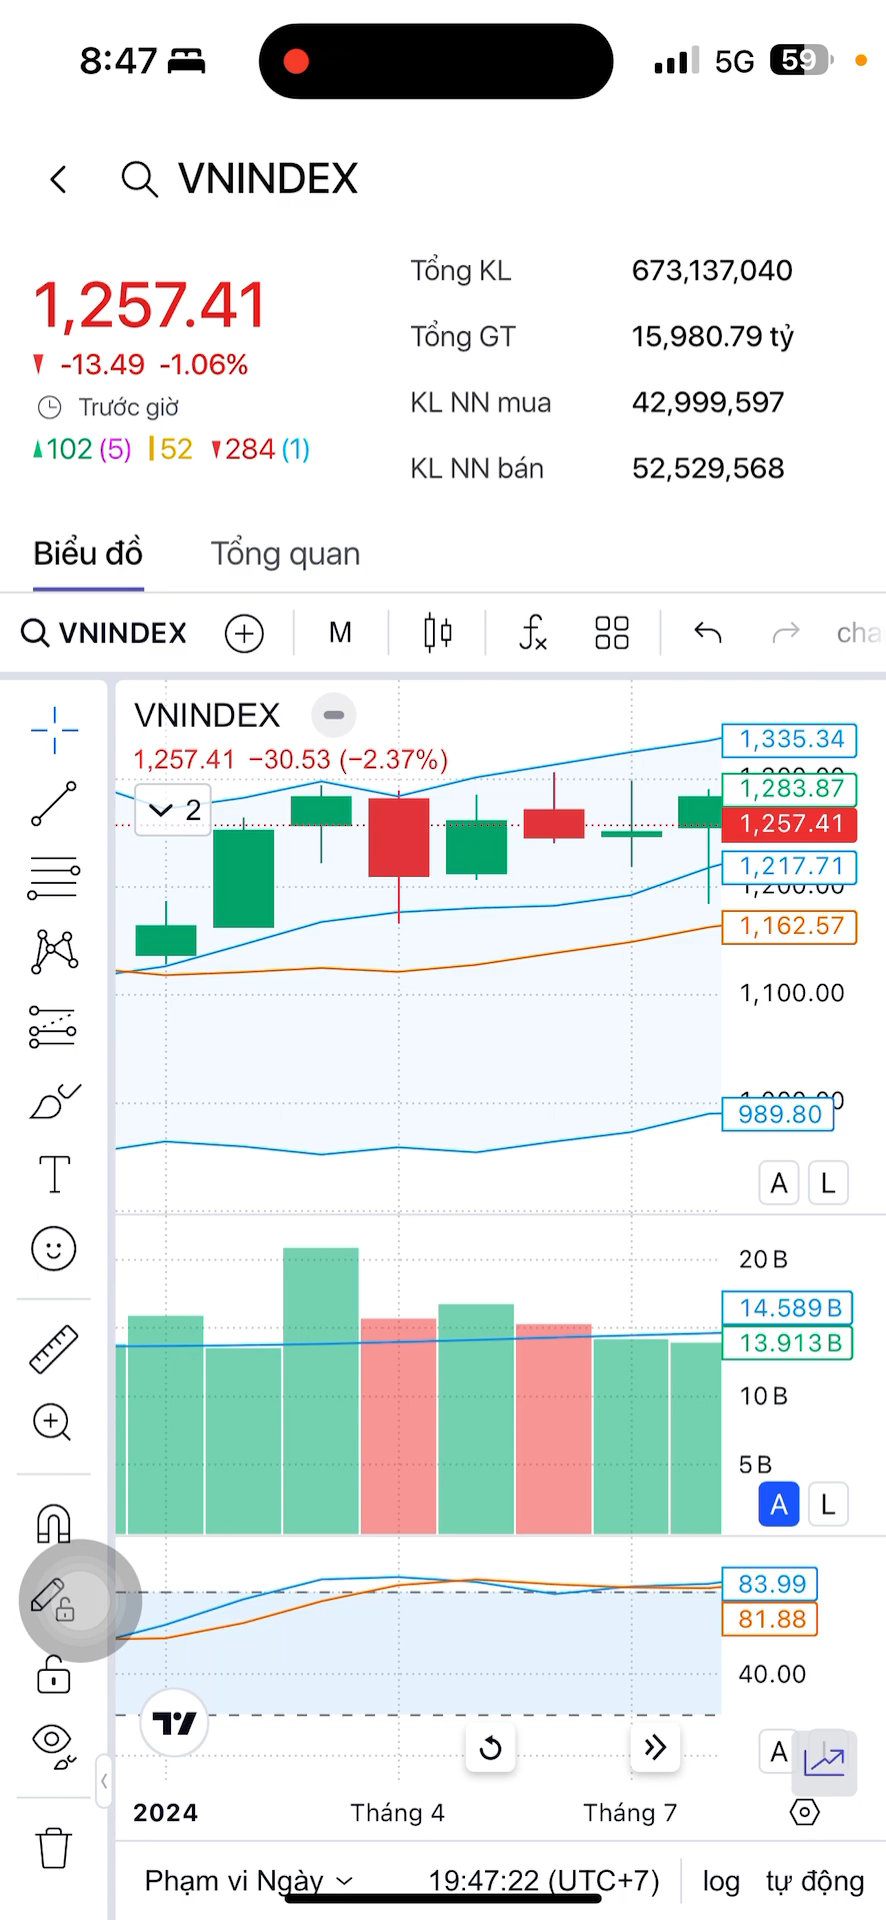 8:47 5G 59
VNINDEX
1,257.41
-13.49 -1.06%
Trước giờ
102 (5) 52 284 (1)
Tổng KL 673,137,040
Tổng GT 15,980.79 tỷ
KL NN mua 42,999,597
KL NN bán 52,529,568
Biểu đồ Tổng quan
VNINDEX M fx cha
VNINDEX
1,257.41 −30.53 (−2.37%)
2
1,335.34
1,283.87
1,257.41
1,217.71
1,200.00
1,162.57
1,100.00
989.80
A L
20 B
14.589 B
13.913 B
10 B
5 B
A L
83.99
81.88
40.00
A
2024 Tháng 4 Tháng 7
Phạm vi Ngày 19:47:22 (UTC+7) log tự động